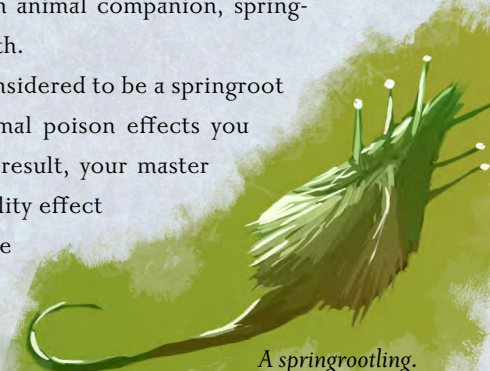 animal companion, spring-
th.
nsidered to be a springroot
mal poison effects you
result, your master
lity effect
e
A springrootling.